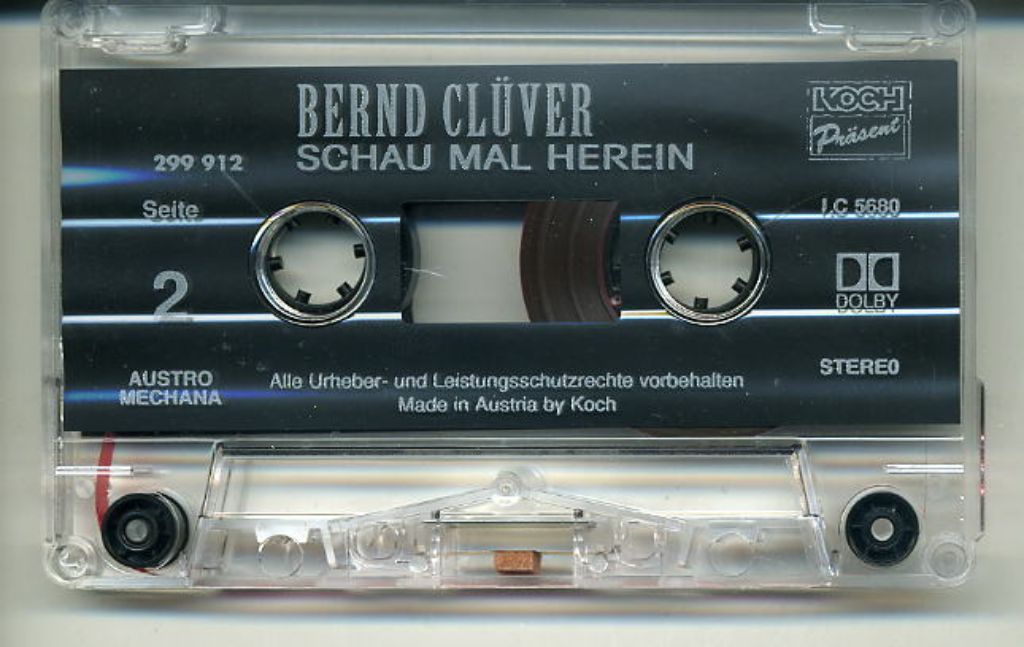 BERND CLÜVER
SCHAU MAL HEREIN
KOCH
Präsent
299 912
Seite
2
LC 5680
DOLBY
STEREO
AUSTRO
MECHANA
Alle Urheber- und Leistungsschutzrechte vorbehalten
Made in Austria by Koch